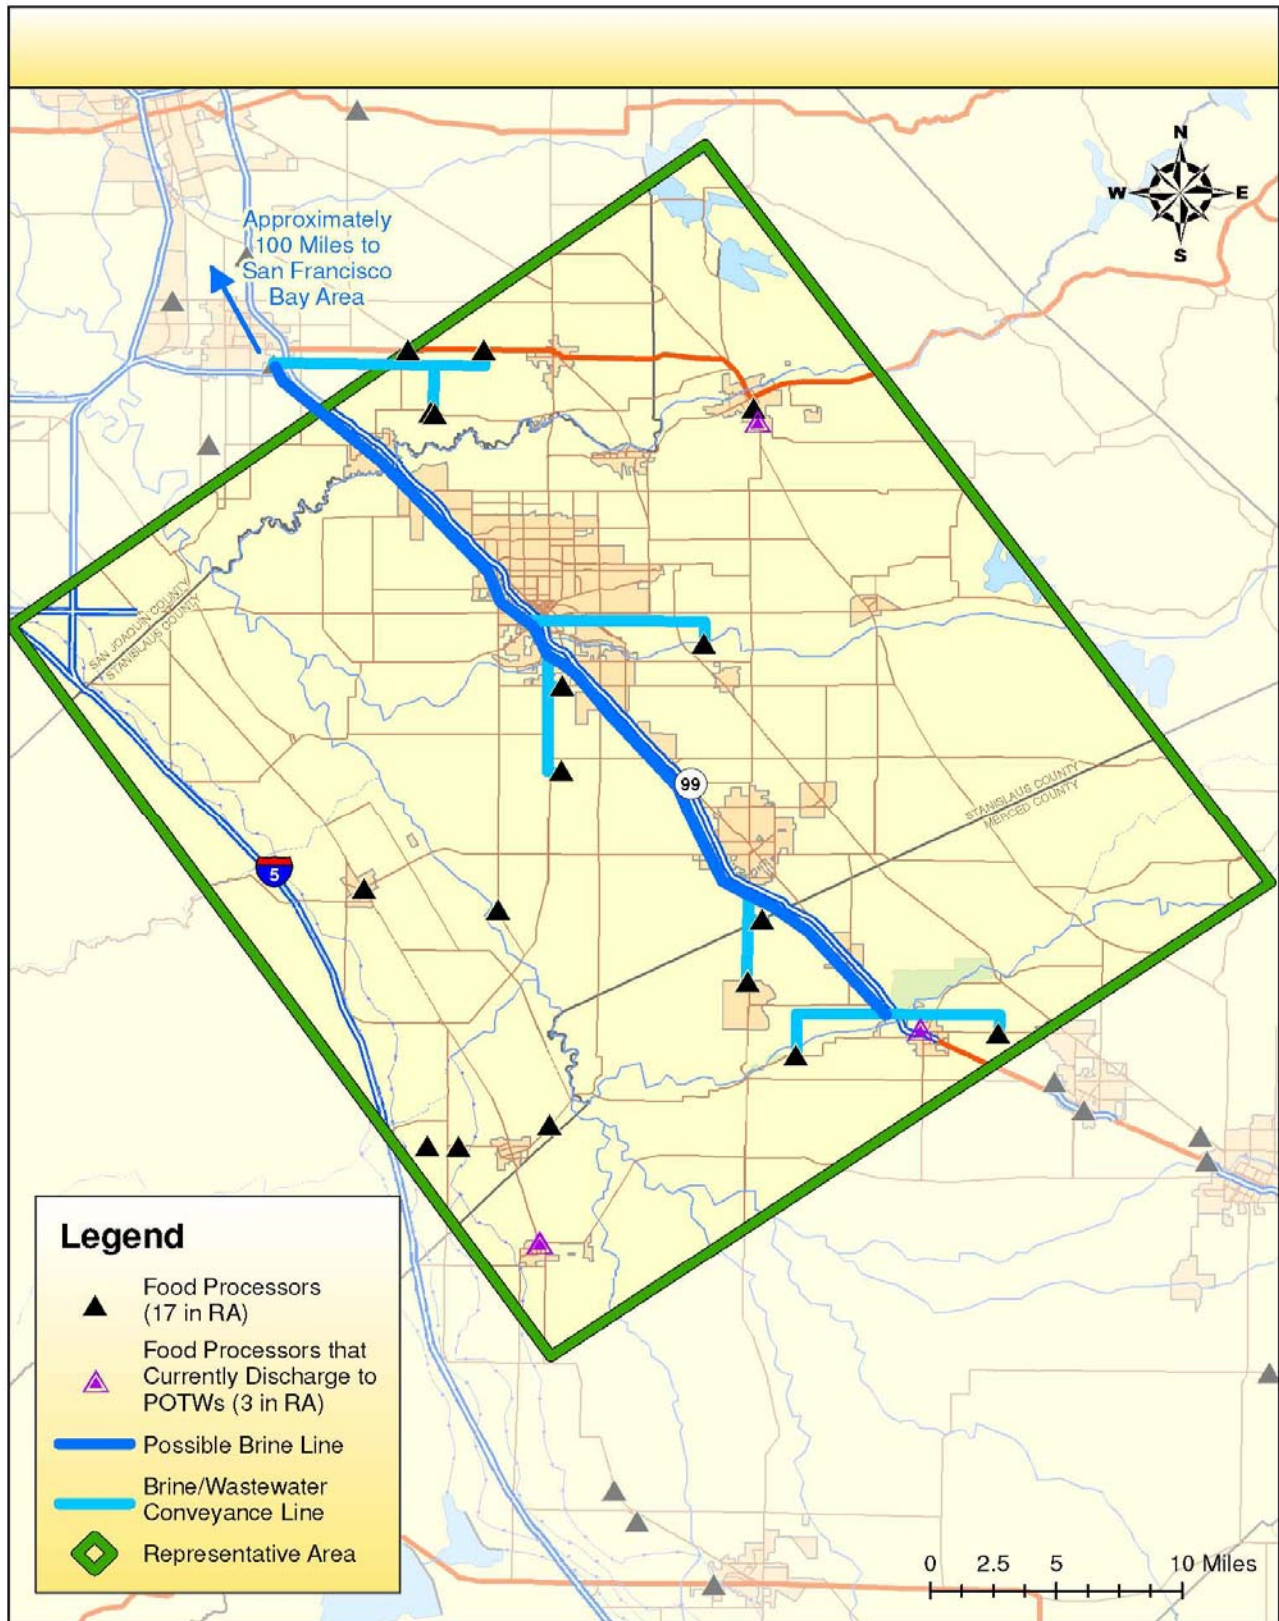 N
W
E
S
Approximately
100 Miles to
San Francisco
Bay Area
SAN JOAQUIN COUNTY
STANISLAUS COUNTY
99
STANISLAUS COUNTY
MERCED COUNTY
5
Legend
Food Processors
(17 in RA)
Food Processors that
Currently Discharge to
POTWs (3 in RA)
Possible Brine Line
Brine/Wastewater
Conveyance Line
Representative Area
0 2.5 5 10 Miles